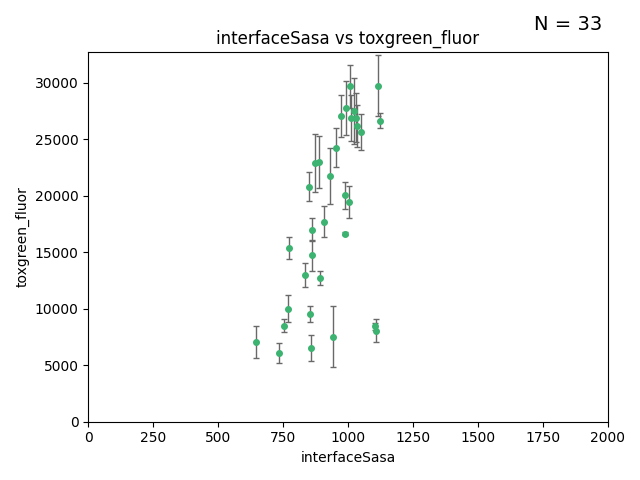 N = 33
interfaceSasa vs toxgreen_fluor
30000
25000
20000
15000
10000
5000
0
toxgreen_fluor
0 250 500 750 1000 1250 1500 1750 2000
interfaceSasa